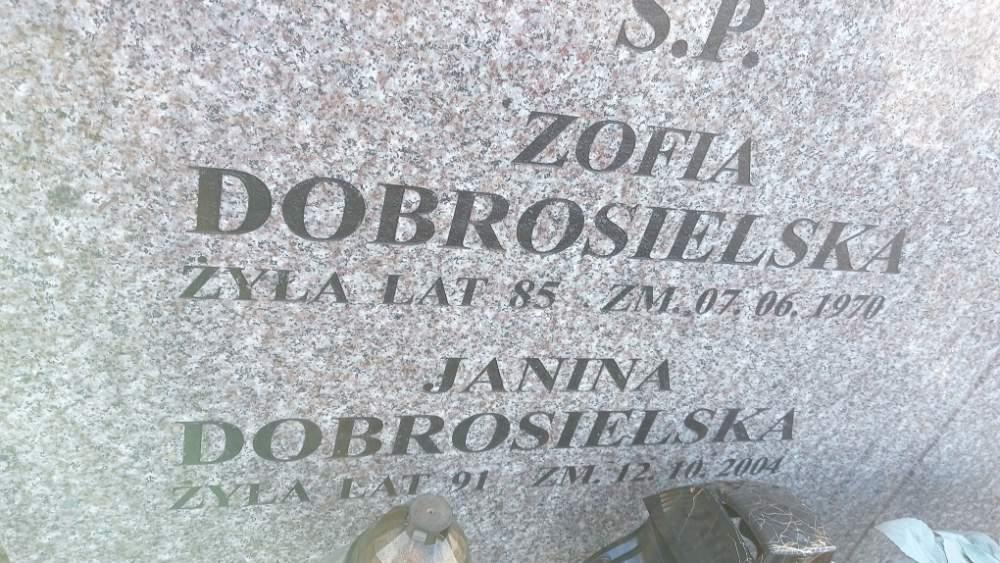 Ś.P.
ZOFIA
DOBROSIELSKA
ŻYŁA LAT 85 ZM. 07. 06. 1970
JANINA
DOBROSIELSKA
ŻYŁA LAT 91 ZM. 12. 10. 2004